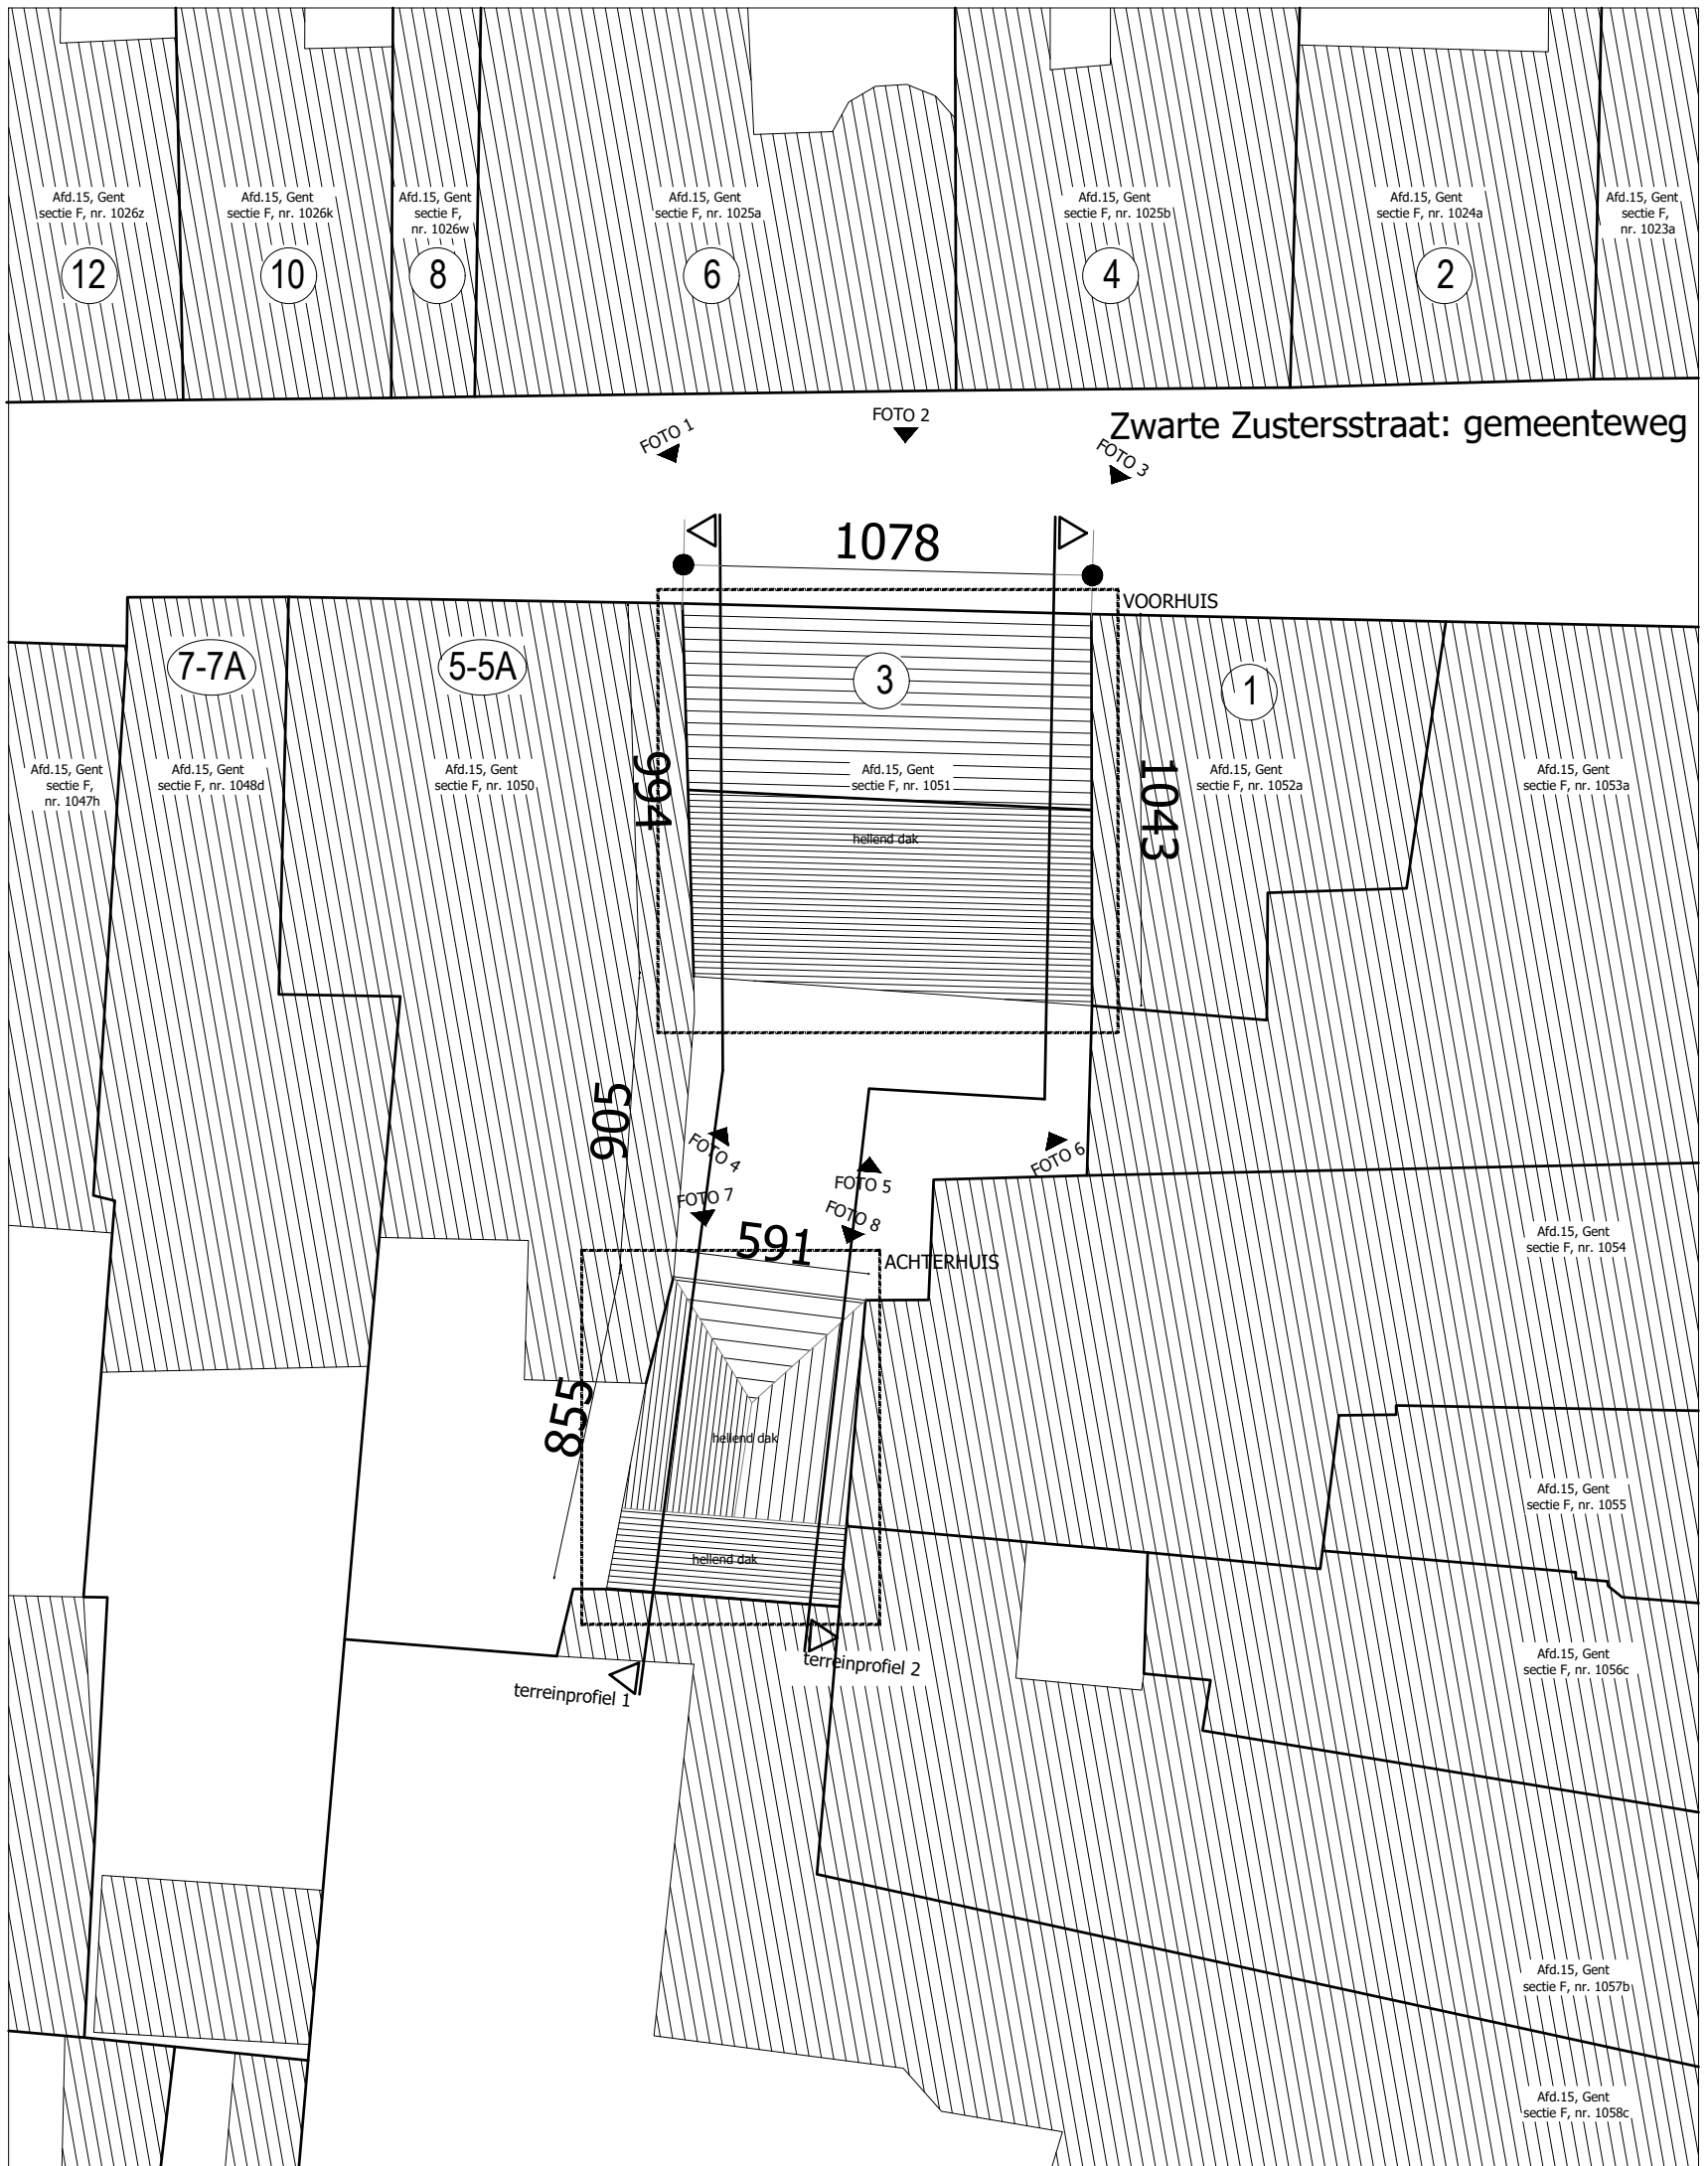 Afd.15, Gent
sectie F, nr. 1026z
12
Afd.15, Gent
sectie F, nr. 1026k
10
Afd.15, Gent
sectie F,
nr. 1026w
8
Afd.15, Gent
sectie F, nr. 1025a
6
Afd.15, Gent
sectie F, nr. 1025b
4
Afd.15, Gent
sectie F, nr. 1024a
2
Afd.15, Gent
sectie F,
nr. 1023a
FOTO 1
FOTO 2
FOTO 3
Zwarte Zustersstraat: gemeenteweg
1078
VOORHUIS
7-7A
5-5A
3
1
Afd.15, Gent
sectie F,
nr. 1047h
Afd.15, Gent
sectie F, nr. 1048d
Afd.15, Gent
sectie F, nr. 1050
994
Afd.15, Gent
sectie F, nr. 1051
hellend dak
1043
Afd.15, Gent
sectie F, nr. 1052a
Afd.15, Gent
sectie F, nr. 1053a
905
FOTO 4
FOTO 5
FOTO 6
FOTO 7
FOTO 8
591
ACHTERHUIS
Afd.15, Gent
sectie F, nr. 1054
855
hellend dak
hellend dak
Afd.15, Gent
sectie F, nr. 1055
terreinprofiel 1
terreinprofiel 2
Afd.15, Gent
sectie F, nr. 1056c
Afd.15, Gent
sectie F, nr. 1057b
Afd.15, Gent
sectie F, nr. 1058c